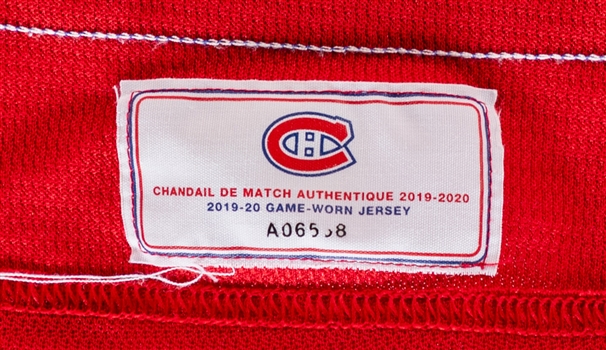 CHANDAIL DE MATCH AUTHENTIQUE 2019-2020
2019-20 GAME-WORN JERSEY